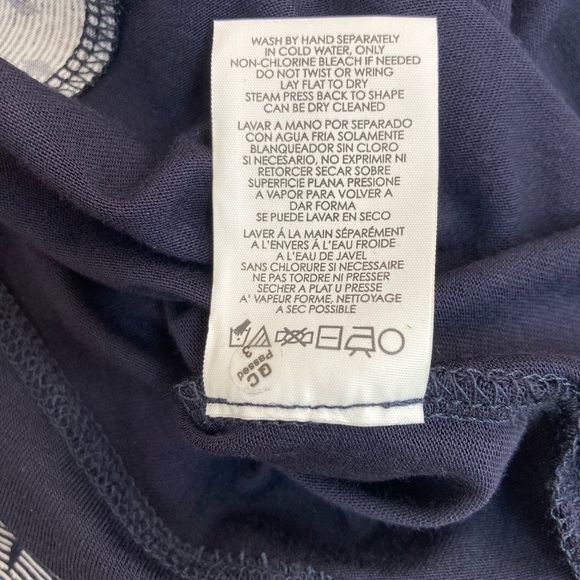 WASH BY HAND SEPARATELY
IN COLD WATER, ONLY
NON-CHLORINE BLEACH IF NEEDED
DO NOT TWIST OR WRING
LAY FLAT TO DRY
STEAM PRESS BACK TO SHAPE
CAN BE DRY CLEANED
LAVAR A MANO POR SEPARADO
CON AGUA FRIA SOLAMENTE
BLANQUEADOR SIN CLORO
SI NECESARIO, NO EXPRIMIR NI
RETORCER SECAR SOBRE
SUPERFICIE PLANA PRESIONE
A VAPOR PARA VOLVER A
DAR FORMA
SE PUEDE LAVAR EN SECO
LAVER Á LA MAIN SÉPARÉMENT
A L'ENVERS Á L'EAU FROIDE
A L'EAU DE JAVEL
SANS CHLORURE SI NECESSAIRE
NE PAS TORDRE NI PRESSER
SECHER A PLAT U PRESSE
A' VAPEUR FORME, NETTOYAGE
A SEC POSSIBLE
QC
Passed
3